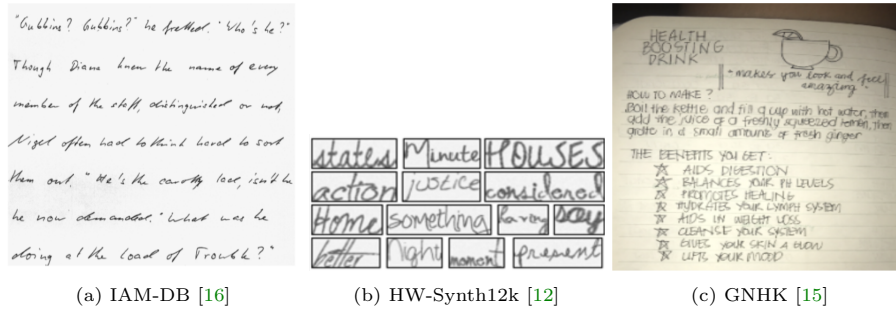 "Gubbins? Gubbins?" he fretted. "Who's he?"
Though Diane knew the name of every
member of the staff, distinguished or not,
Nigel often had to think hard to sort
them out. "He's the carrotty lad, isn't he
he now demanded. "What was he
doing at the Load of Trouble?"
(a) IAM-DB [16]
states Minute HOUSES
action justice considered
Home something having say
better Night moment present
(b) HW-Synth12k [12]
HEALTH
BOOSTING
DRINK
"makes you look and feel
amazing"
HOW TO MAKE?
Boil the kettle and fill a cup with hot water, then
add the juice of a freshly squeezed lemon, then
grate in a small amount of fresh ginger
THE BENEFITS YOU GET:
AIDS DIGESTION
BALANCES YOUR PH LEVELS
PROMOTES HEALING
HYDRATES YOUR LYMPH SYSTEM
AIDS IN WEIGHT LOSS
CLEANSE YOUR SYSTEM
GIVES YOUR SKIN A GLOW
LIFTS YOUR MOOD
(c) GNHK [15]